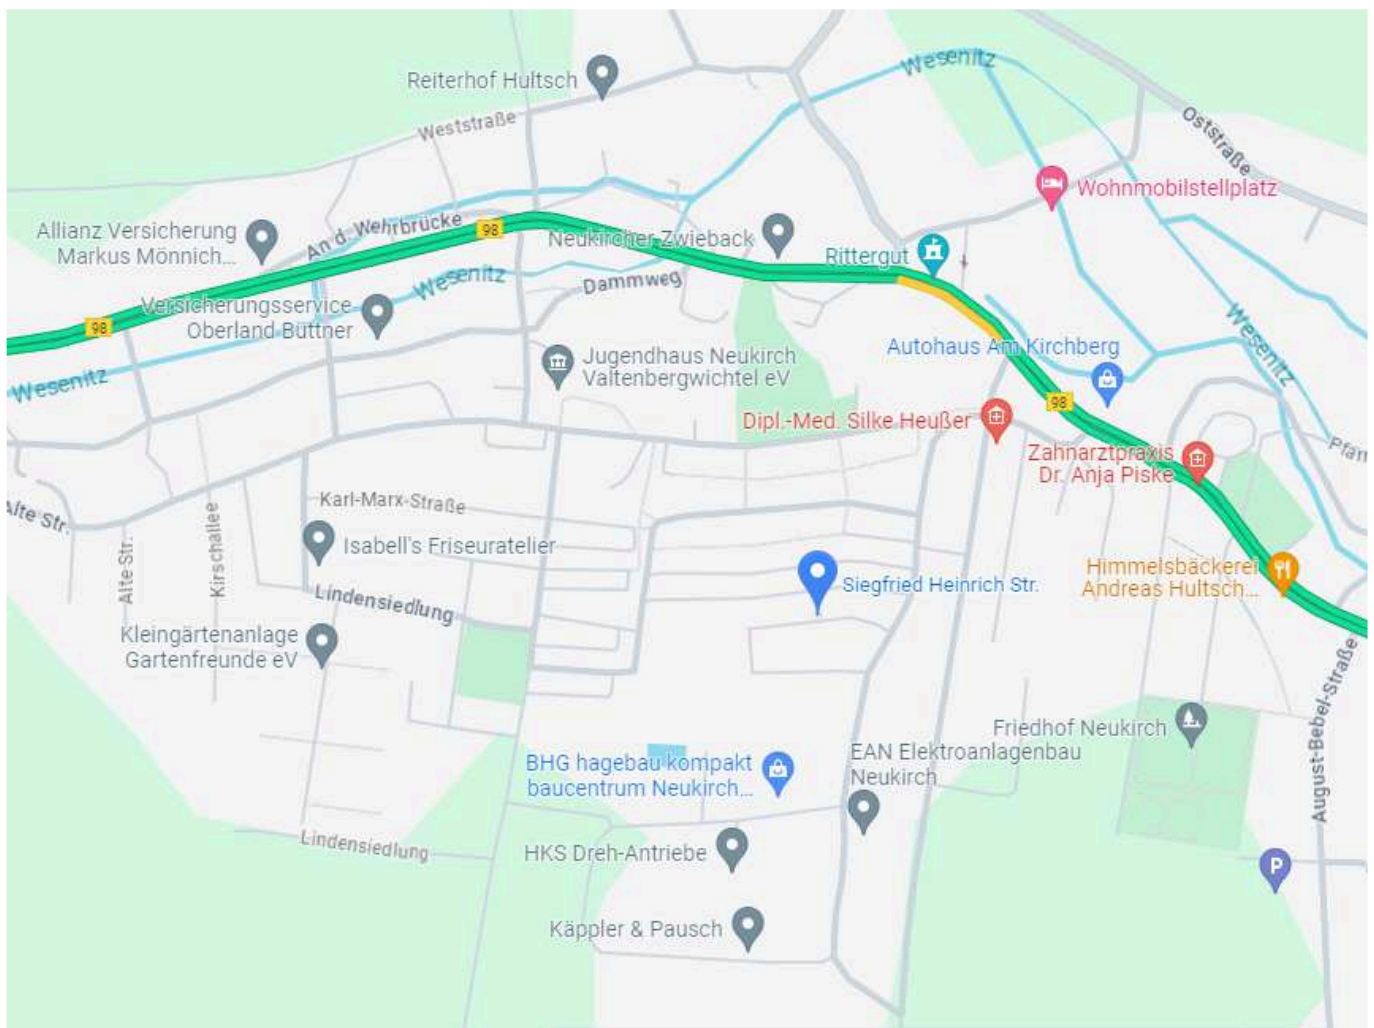 Wesenitz
Reiterhof Hultsch
Weststraße
Oststraße
Wohnmobilstellplatz
Allianz Versicherung
Markus Mönnich...
An d. Wehrbrücke
98
Neukircher Zwieback
Rittergut
Wesenitz
Dammweg
Versicherungsservice
Oberland Büttner
98
Wesenitz
Autohaus Am Kirchberg
Jugendhaus Neukirch
Valtenbergwichtel eV
Wesenitz
98
Dipl.-Med. Silke Heußer
Zahnarztpraxis
Dr. Anja Piske
Pfarr
Karl-Marx-Straße
Alte Str.
Kirschallee
Alte Str.
Isabell's Friseuratelier
Himmelsbäckerei
Andreas Hultsch...
Siegfried Heinrich Str.
Lindensiedlung
Kleingärtenanlage
Gartenfreunde eV
August-Bebel-Straße
Friedhof Neukirch
EAN Elektroanlagenbau
Neukirch
BHG hagebau kompakt
baucentrum Neukirch...
Lindensiedlung
HKS Dreh-Antriebe
P
Käppler & Pausch